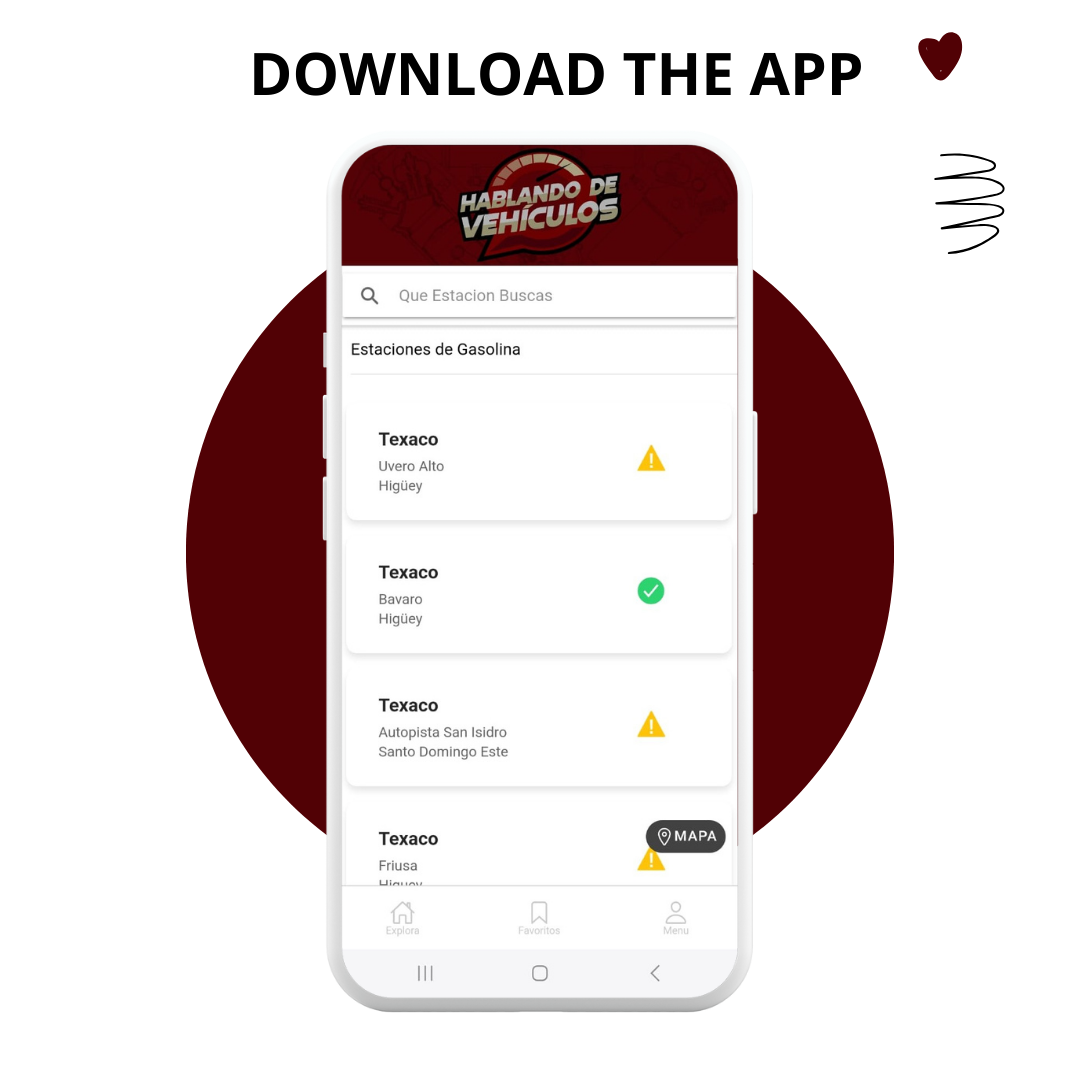 DOWNLOAD THE APP
HABLANDO DE
VEHÍCULOS
Que Estacion Buscas
Estaciones de Gasolina
Texaco
Uvero Alto
Higüey
Texaco
Bavaro
Higüey
Texaco
Autopista San Isidro
Santo Domingo Este
Texaco
MAPA
Friusa
Higuey
Explora
Favoritos
Menu